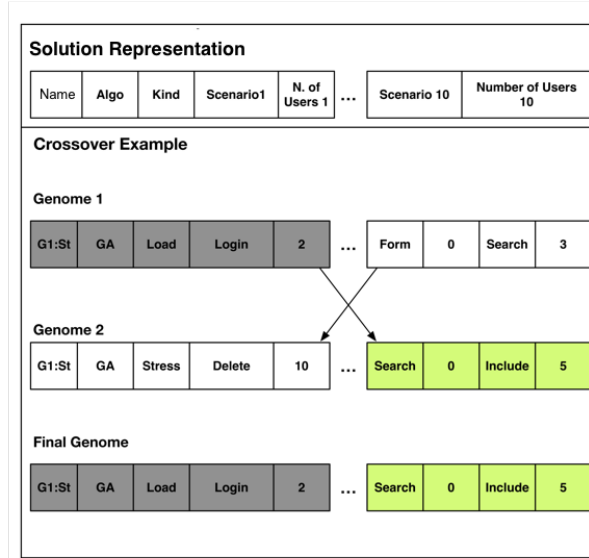 Solution Representation
Name Algo Kind Scenario1 N. of Users 1 ... Scenario 10 Number of Users 10
Crossover Example
Genome 1
G1:St GA Load Login 2 ... Form 0 Search 3
Genome 2
G1:St GA Stress Delete 10 ... Search 0 Include 5
Final Genome
G1:St GA Load Login 2 ... Search 0 Include 5